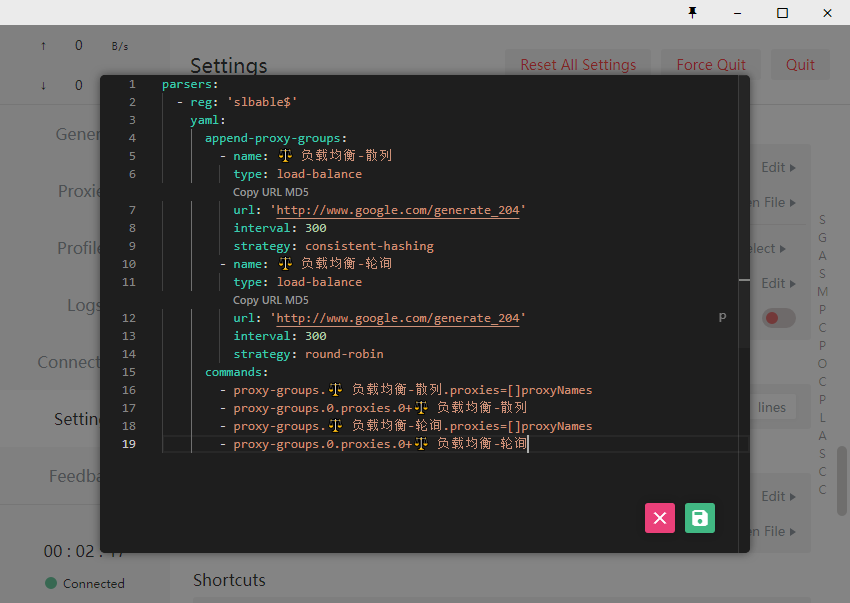 ↑ 0 B/s
↓ 0
Settings
Reset All Settings
Force Quit
Quit
1 parsers:
2 - reg: 'slbable$'
3 yaml:
4 append-proxy-groups:
5 - name: ⚖️ 负载均衡-散列
6 type: load-balance
Copy URL MD5
7 url: 'http://www.google.com/generate_204'
8 interval: 300
9 strategy: consistent-hashing
10 - name: ⚖️ 负载均衡-轮询
11 type: load-balance
Copy URL MD5
12 url: 'http://www.google.com/generate_204'
13 interval: 300
14 strategy: round-robin
15 commands:
16 - proxy-groups.⚖️ 负载均衡-散列.proxies=[]proxyNames
17 - proxy-groups.0.proxies.0+⚖️ 负载均衡-散列
18 - proxy-groups.⚖️ 负载均衡-轮询.proxies=[]proxyNames
19 - proxy-groups.0.proxies.0+⚖️ 负载均衡-轮询
Gener
Proxie
Profile
Logs
Connect
Settin
Feedba
00 : 02 :
Connected
Edit
en File
elect
Edit
P
lines
Edit
en File
S
G
A
S
M
P
C
P
O
C
P
L
A
S
C
C
Shortcuts